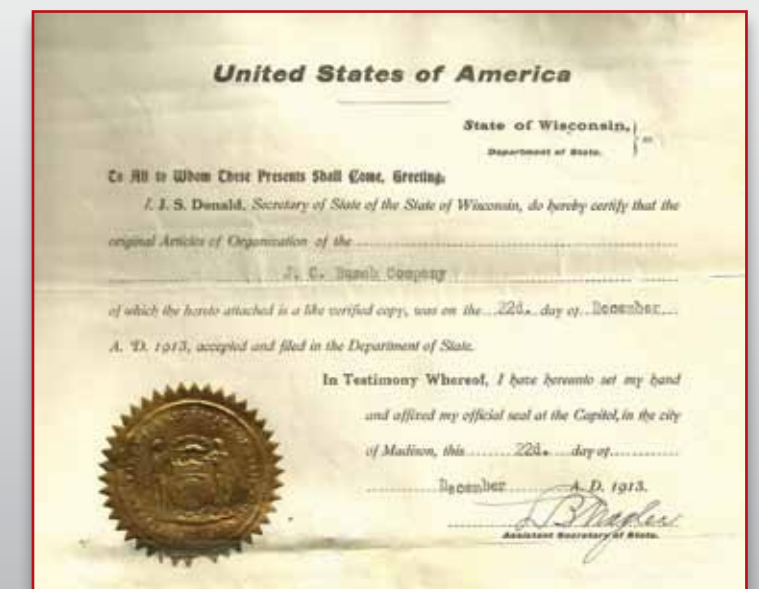 United States of America
State of Wisconsin,
Department of State.
To All to Whom These Presents Shall Come, Greeting:
I, J. S. Donald, Secretary of State of the State of Wisconsin, do hereby certify that the
original Articles of Organization of the
J. C. Busch Company
of which the hereto attached is a like verified copy, was on the 22d. day of December
A. D. 1913, accepted and filed in the Department of State.
In Testimony Whereof, I have hereunto set my hand
and affixed my official seal at the Capitol, in the city
of Madison, this 22d. day of
December A. D. 1913.
Assistant Secretary of State.